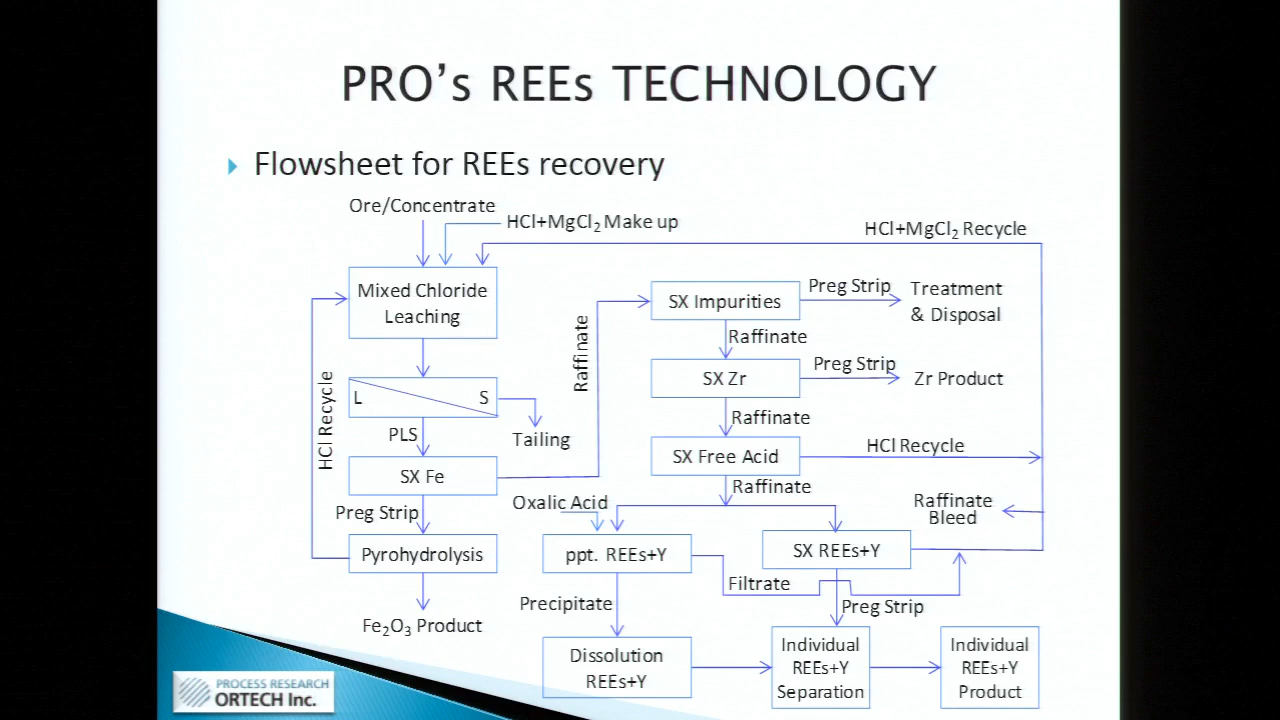 PRO's REEs TECHNOLOGY
Flowsheet for REEs recovery
Ore/Concentrate
HCl+MgCl₂ Make up
HCl+MgCl₂ Recycle
Mixed Chloride
Leaching
SX Impurities
Preg Strip
Treatment
& Disposal
Raffinate
Raffinate
SX Zr
Preg Strip
Zr Product
L
S
HCl Recycle
PLS
Tailing
Raffinate
SX Fe
SX Free Acid
HCl Recycle
Raffinate
Preg Strip
Oxalic Acid
Raffinate
Bleed
Pyrohydrolysis
ppt. REEs+Y
SX REEs+Y
Filtrate
Precipitate
Preg Strip
Fe₂O₃ Product
Dissolution
REEs+Y
Individual
REEs+Y
Separation
Individual
REEs+Y
Product
PROCESS RESEARCH
ORTECH Inc.